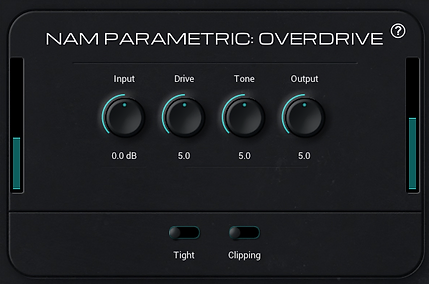 NAM PARAMETRIC: OVERDRIVE
?
Input Drive Tone Output
0.0 dB 5.0 5.0 5.0
Tight Clipping